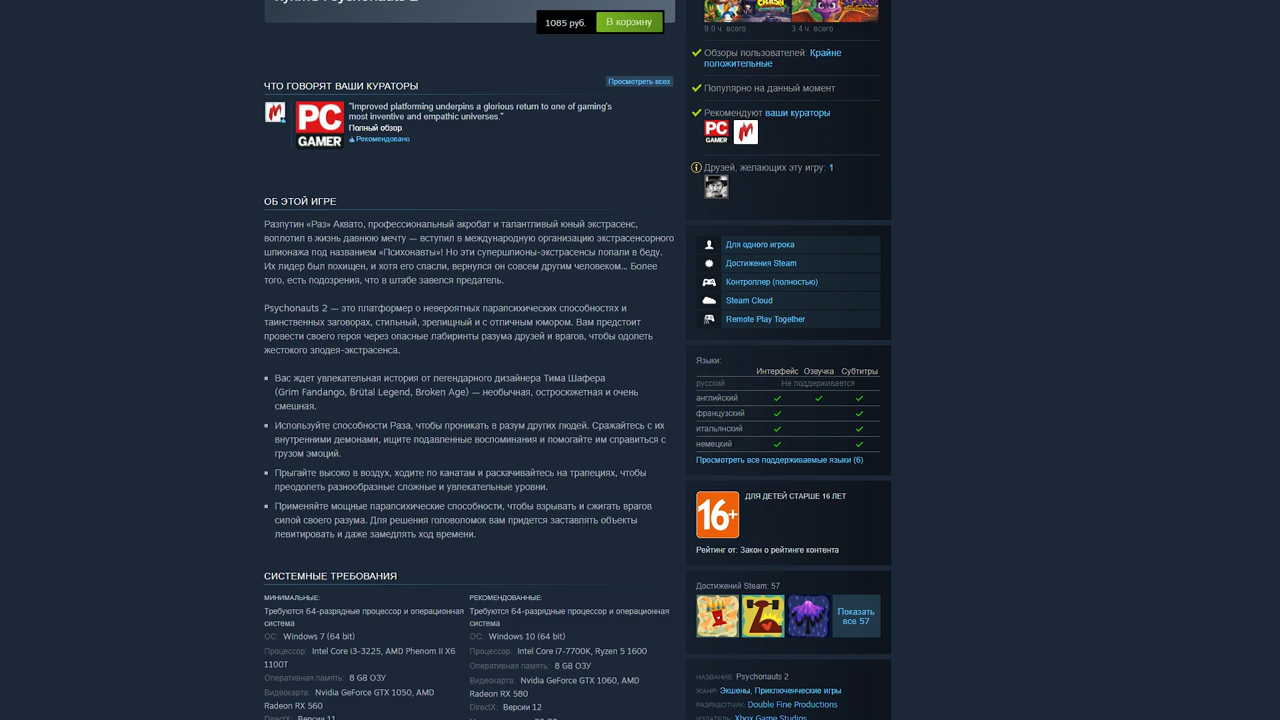 Купить Psychonauts 2
1085 руб.
В корзину
ЧТО ГОВОРЯТ ВАШИ КУРАТОРЫ
Просмотреть всех
PC
GAMER
"Improved platforming underpins a glorious return to one of gaming's
most inventive and empathic universes."
Полный обзор
Рекомендовано
ОБ ЭТОЙ ИГРЕ
Разпутин «Раз» Аквато, профессиональный акробат и талантливый юный экстрасенс,
воплотил в жизнь давнюю мечту — вступил в международную организацию экстрасенсорного
шпионажа под названием «Психонавты»! Но эти супершпионы-экстрасенсы попали в беду.
Их лидер был похищен, и хотя его спасли, вернулся он совсем другим человеком... Более
того, есть подозрения, что в штабе завелся предатель.
Psychonauts 2 — это платформер о невероятных парапсихических способностях и
таинственных заговорах, стильный, зрелищный и с отличным юмором. Вам предстоит
провести своего героя через опасные лабиринты разума друзей и врагов, чтобы одолеть
жестокого злодея-экстрасенса.
Вас ждет увлекательная история от легендарного дизайнера Тима Шафера
(Grim Fandango, Brütal Legend, Broken Age) — необычная, остросюжетная и очень
смешная.
Используйте способности Раза, чтобы проникать в разум других людей. Сражайтесь с их
внутренними демонами, ищите подавленные воспоминания и помогайте им справиться с
грузом эмоций.
Прыгайте высоко в воздух, ходите по канатам и раскачивайтесь на трапециях, чтобы
преодолеть разнообразные сложные и увлекательные уровни.
Применяйте мощные парапсихические способности, чтобы взрывать и сжигать врагов
силой своего разума. Для решения головоломок вам придется заставлять объекты
левитировать и даже замедлять ход времени.
СИСТЕМНЫЕ ТРЕБОВАНИЯ
МИНИМАЛЬНЫЕ:
Требуются 64-разрядные процессор и операционная
система
ОС: Windows 7 (64 bit)
Процессор: Intel Core i3-3225, AMD Phenom II X6
1100T
Оперативная память: 8 GB ОЗУ
Видеокарта: Nvidia GeForce GTX 1050, AMD
Radeon RX 560
DirectX: Версии 11
РЕКОМЕНДОВАННЫЕ:
Требуются 64-разрядные процессор и операционная
система
ОС: Windows 10 (64 bit)
Процессор: Intel Core i7-7700K, Ryzen 5 1600
Оперативная память: 8 GB ОЗУ
Видеокарта: Nvidia GeForce GTX 1060, AMD
Radeon RX 580
DirectX: Версии 12
9.0 ч. всего
3.4 ч. всего
Обзоры пользователей: Крайне
положительные
Популярно на данный момент
Рекомендуют ваши кураторы
PC
GAMER
Друзей, желающих эту игру: 1
Для одного игрока
Достижения Steam
Контроллер (полностью)
Steam Cloud
Remote Play Together
Языки:
Интерфейс Озвучка Субтитры
русский Не поддерживается
английский
французский
итальянский
немецкий
Просмотреть все поддерживаемые языки (6)
16+
ДЛЯ ДЕТЕЙ СТАРШЕ 16 ЛЕТ
Рейтинг от: Закон о рейтинге контента
Достижений Steam: 57
Показать
все 57
НАЗВАНИЕ: Psychonauts 2
ЖАНР: Экшены, Приключенческие игры
РАЗРАБОТЧИК: Double Fine Productions
ИЗДАТЕЛЬ: Xbox Game Studios